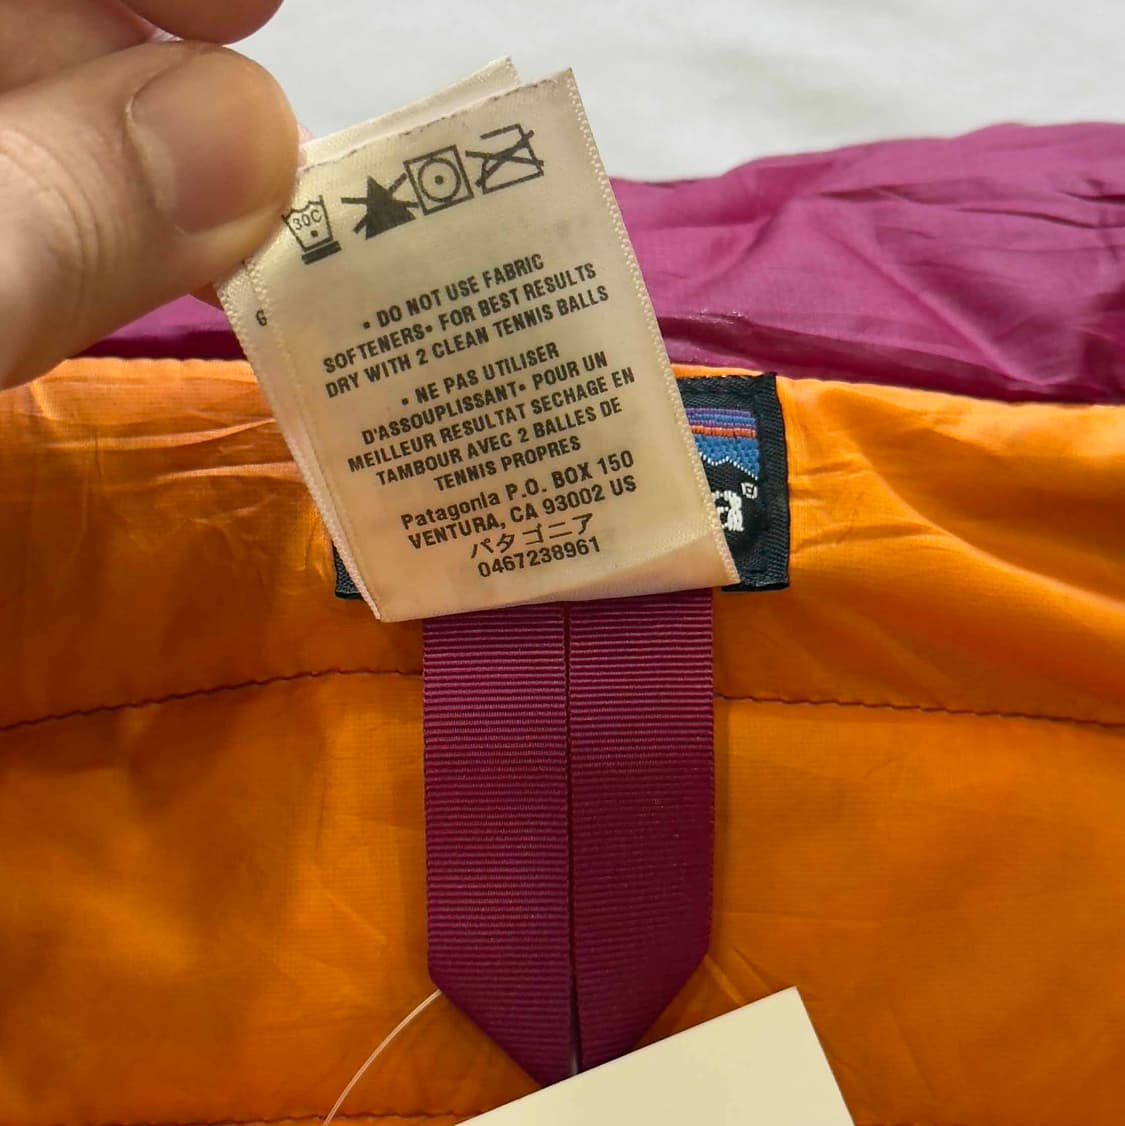 30C
• DO NOT USE FABRIC
SOFTENERS• FOR BEST RESULTS
DRY WITH 2 CLEAN TENNIS BALLS
• NE PAS UTILISER
D'ASSOUPLISSANT• POUR UN
MEILLEUR RESULTAT SECHAGE EN
TAMBOUR AVEC 2 BALLES DE
TENNIS PROPRES
Patagonia P.O. BOX 150
VENTURA, CA 93002 US
パタゴニア
0467238961